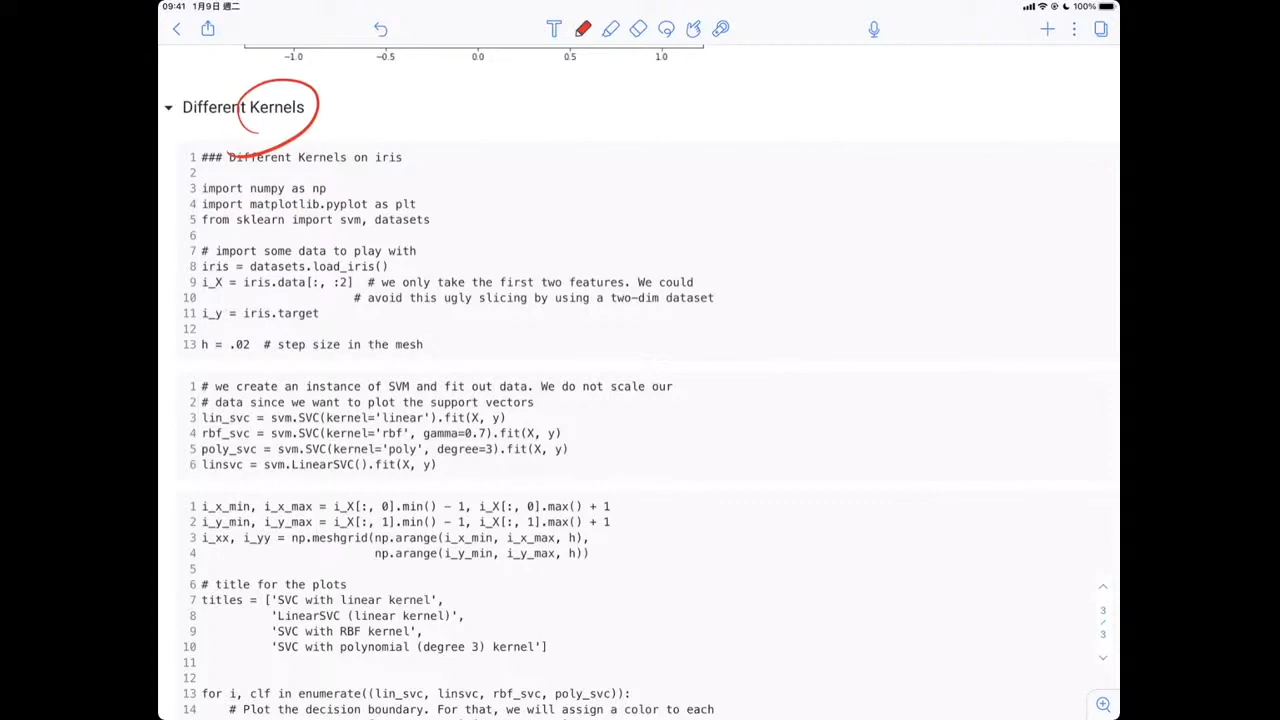 09:41 1月9日 週二
100%
−1.0 −0.5 0.0 0.5 1.0
Different Kernels
1 ### Different Kernels on iris
2
3 import numpy as np
4 import matplotlib.pyplot as plt
5 from sklearn import svm, datasets
6
7 # import some data to play with
8 iris = datasets.load_iris()
9 i_X = iris.data[:, :2]  # we only take the first two features. We could
10                       # avoid this ugly slicing by using a two-dim dataset
11 i_y = iris.target
12
13 h = .02  # step size in the mesh
1 # we create an instance of SVM and fit out data. We do not scale our
2 # data since we want to plot the support vectors
3 lin_svc = svm.SVC(kernel='linear').fit(X, y)
4 rbf_svc = svm.SVC(kernel='rbf', gamma=0.7).fit(X, y)
5 poly_svc = svm.SVC(kernel='poly', degree=3).fit(X, y)
6 linsvc = svm.LinearSVC().fit(X, y)
1 i_x_min, i_x_max = i_X[:, 0].min() - 1, i_X[:, 0].max() + 1
2 i_y_min, i_y_max = i_X[:, 1].min() - 1, i_X[:, 1].max() + 1
3 i_xx, i_yy = np.meshgrid(np.arange(i_x_min, i_x_max, h),
4                          np.arange(i_y_min, i_y_max, h))
5
6 # title for the plots
7 titles = ['SVC with linear kernel',
8           'LinearSVC (linear kernel)',
9           'SVC with RBF kernel',
10           'SVC with polynomial (degree 3) kernel']
11
12
13 for i, clf in enumerate((lin_svc, linsvc, rbf_svc, poly_svc)):
14     # Plot the decision boundary. For that, we will assign a color to each
3
/
3